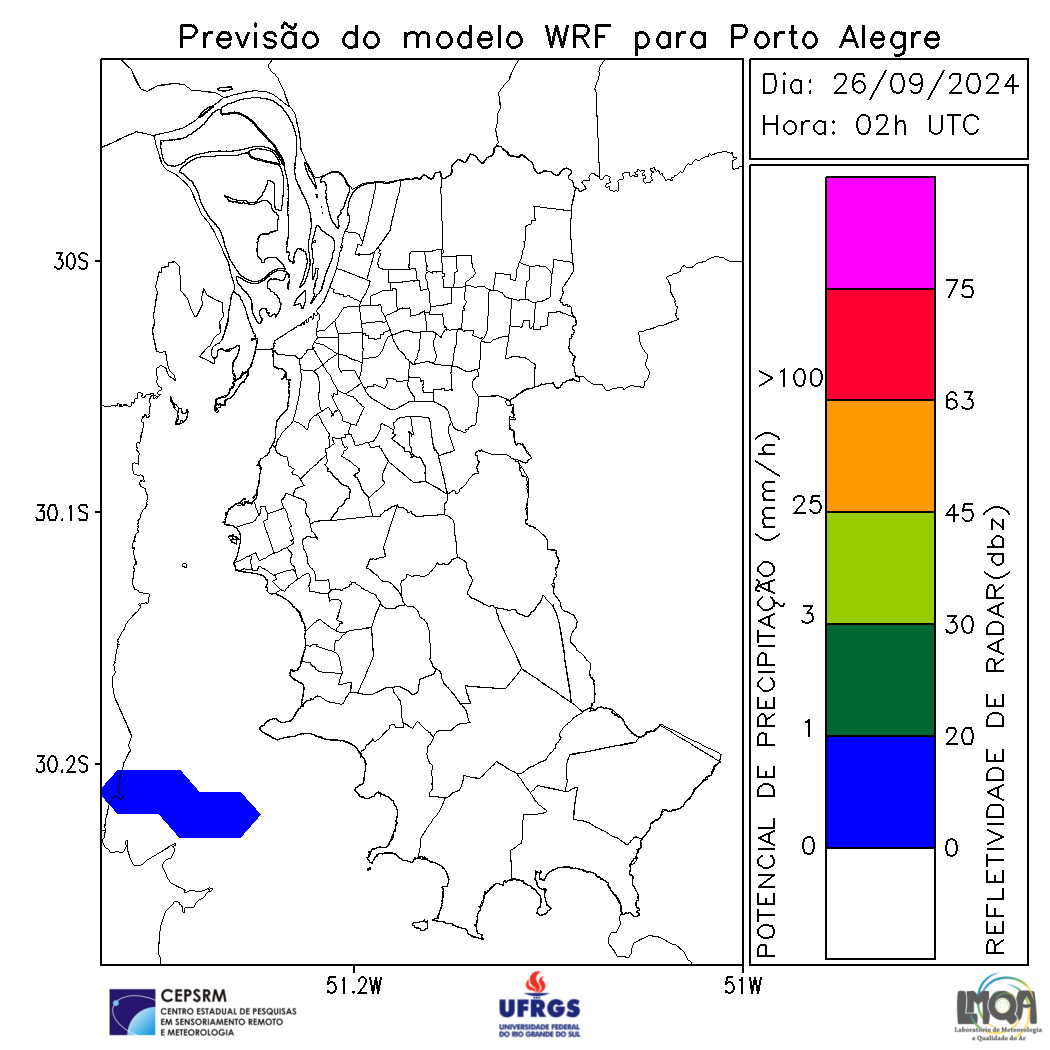 Previsão do modelo WRF para Porto Alegre
Dia: 26/09/2024
Hora: 02h UTC
30S
30.1S
30.2S
51.2W
51W
POTENCIAL DE PRECIPITAÇÃO (mm/h)
>100
25
3
1
0
75
63
45
30
20
0
REFLETIVIDADE DE RADAR(dbz)
CEPSRM
CENTRO ESTADUAL DE PESQUISAS
EM SENSORIAMENTO REMOTO
E METEOROLOGIA
UFRGS
UNIVERSIDADE FEDERAL
DO RIO GRANDE DO SUL
LMQA
Laboratório de Meteorologia
e Qualidade do Ar